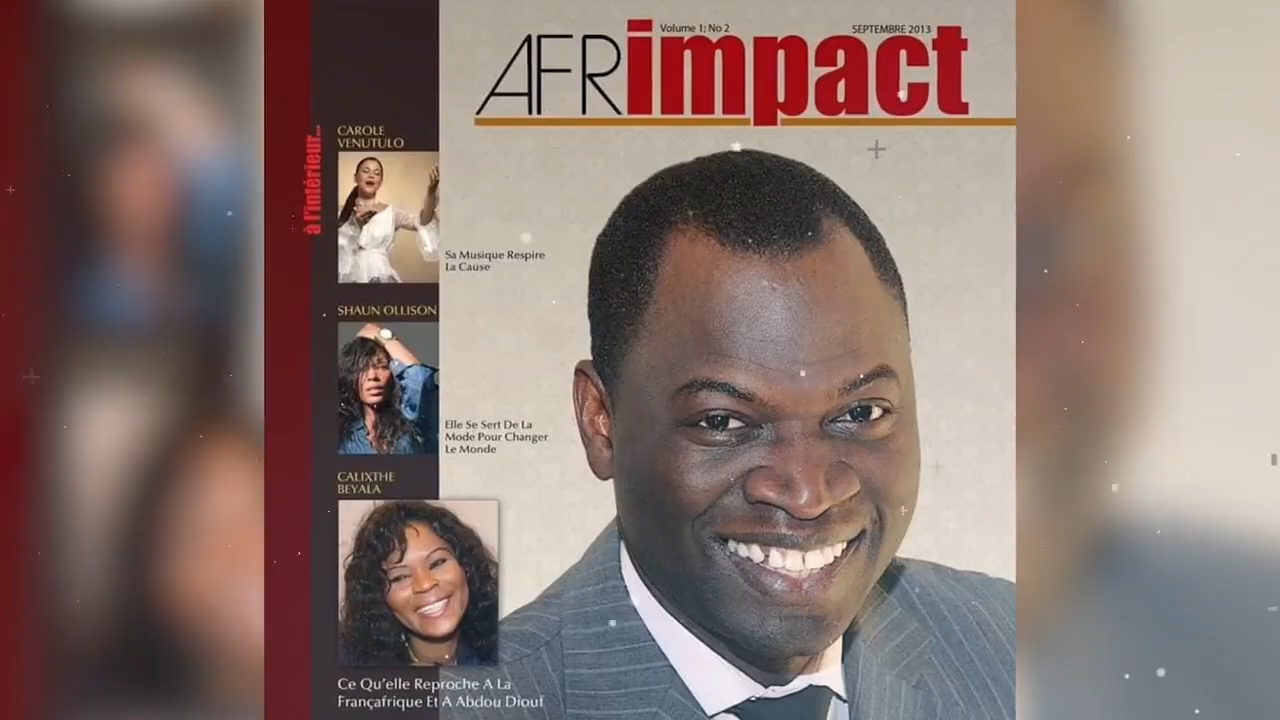 Volume 1; No 2
SEPTEMBRE 2013
AFRimpact
à l'intérieur...
CAROLE
VENUTULO
Sa Musique Respire
La Cause
SHAUN OLLISON
Elle Se Sert De La
Mode Pour Changer
Le Monde
CALIXTHE
BEYALA
Ce Qu'elle Reproche A La
Françafrique Et A Abdou Diouf